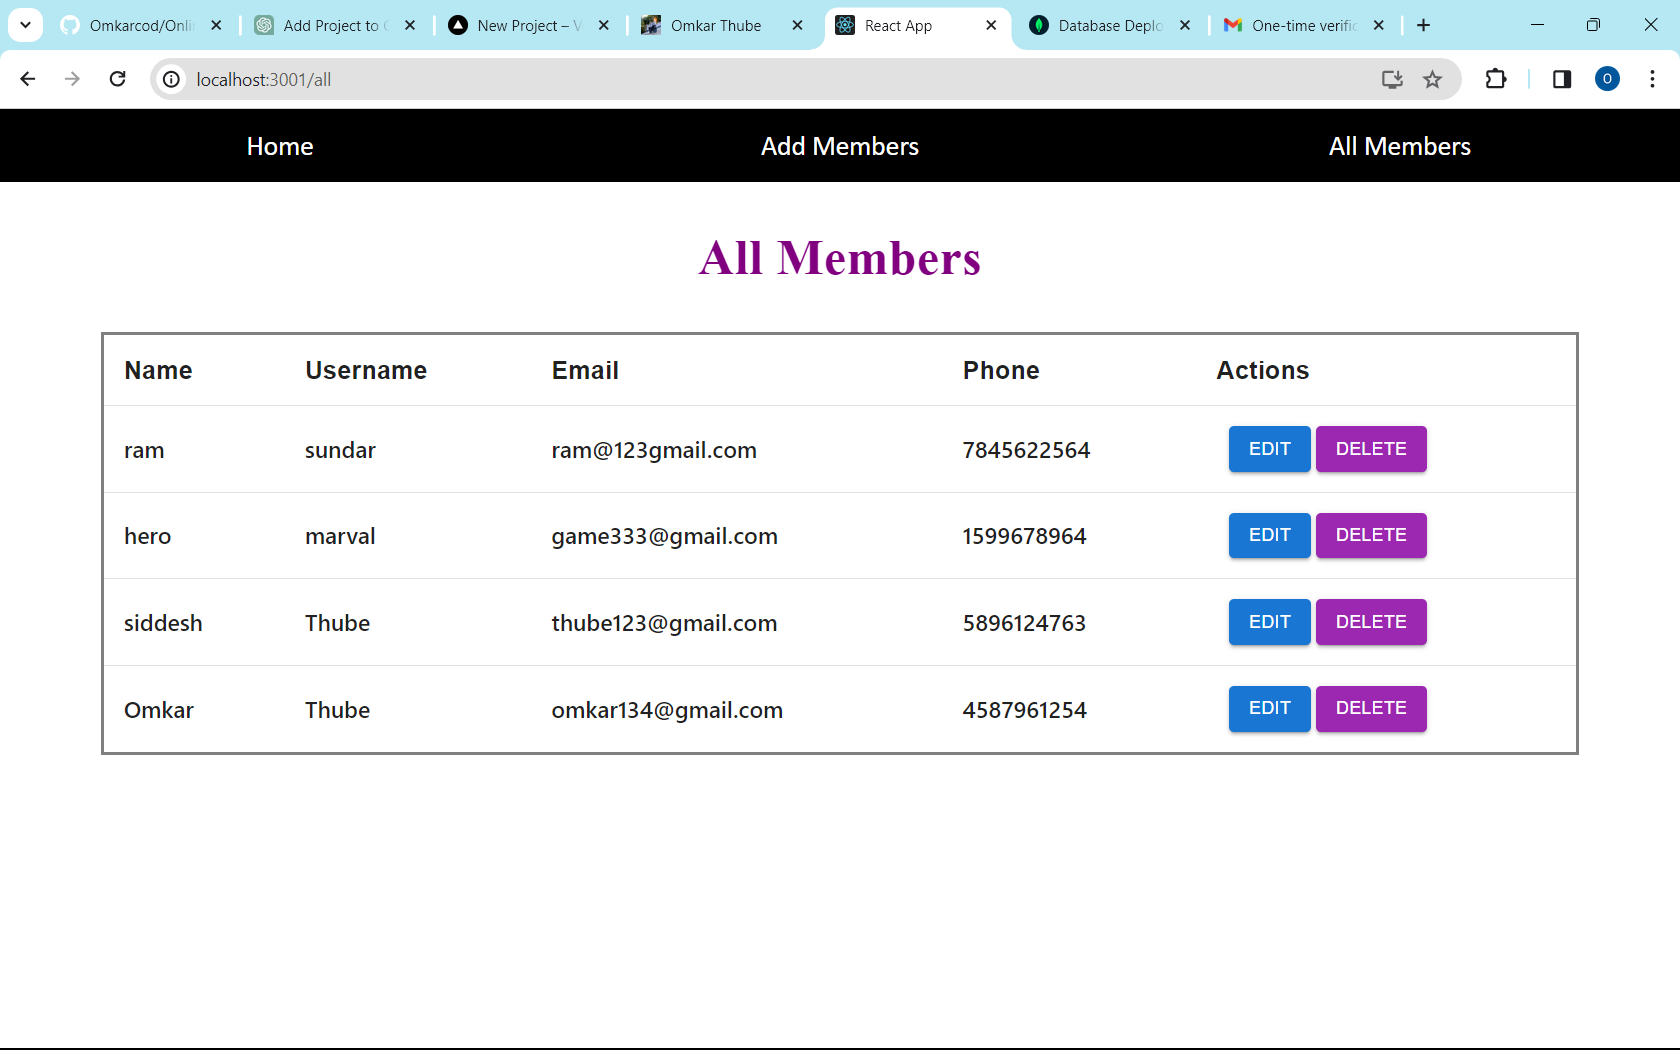 Omkarcod/Onlin Add Project to New Project – V Omkar Thube React App Database Deplo One-time verific
localhost:3001/all O
Home Add Members All Members
All Members
Name Username Email Phone Actions
ram sundar ram@123gmail.com 7845622564 EDIT DELETE
hero marval game333@gmail.com 1599678964 EDIT DELETE
siddesh Thube thube123@gmail.com 5896124763 EDIT DELETE
Omkar Thube omkar134@gmail.com 4587961254 EDIT DELETE